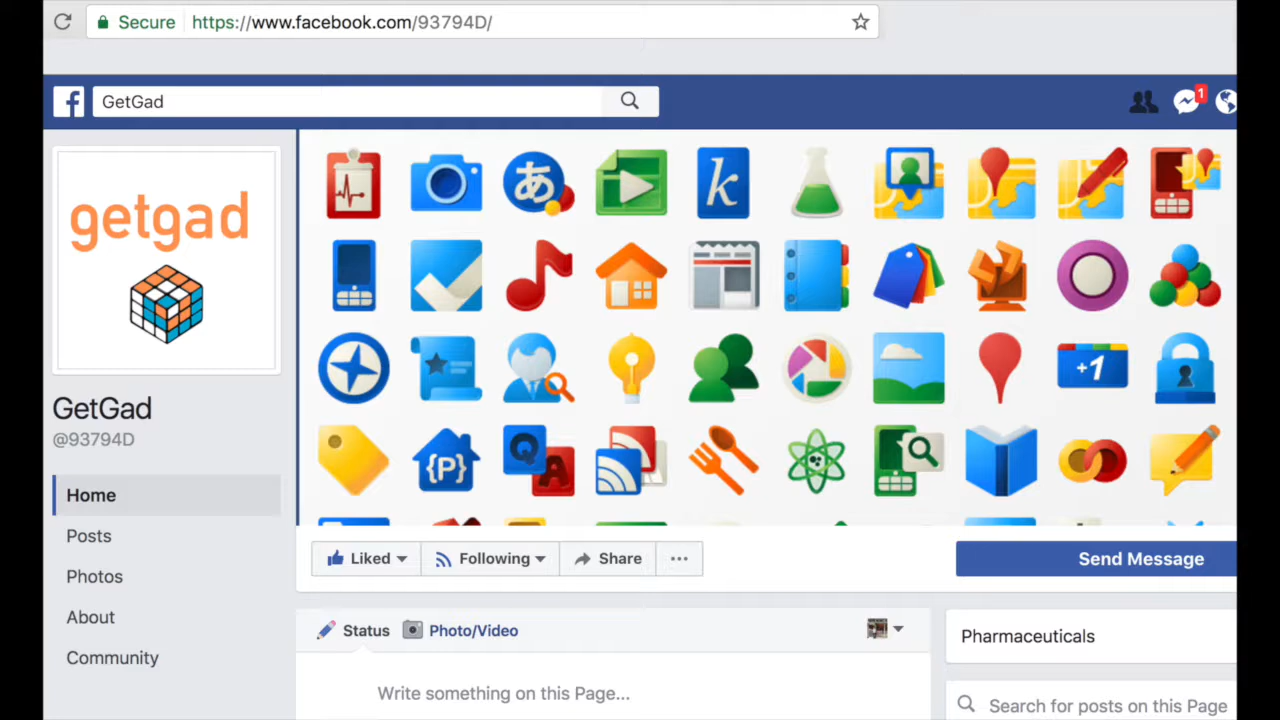 Secure https://www.facebook.com/93794D/
GetGad
1
getgad
あ
k
+1
{P}
Q
A
GetGad
@93794D
Home
Posts
Photos
About
Community
Liked
Following
Share
...
Send Message
Status
Photo/Video
Pharmaceuticals
Write something on this Page...
Search for posts on this Page